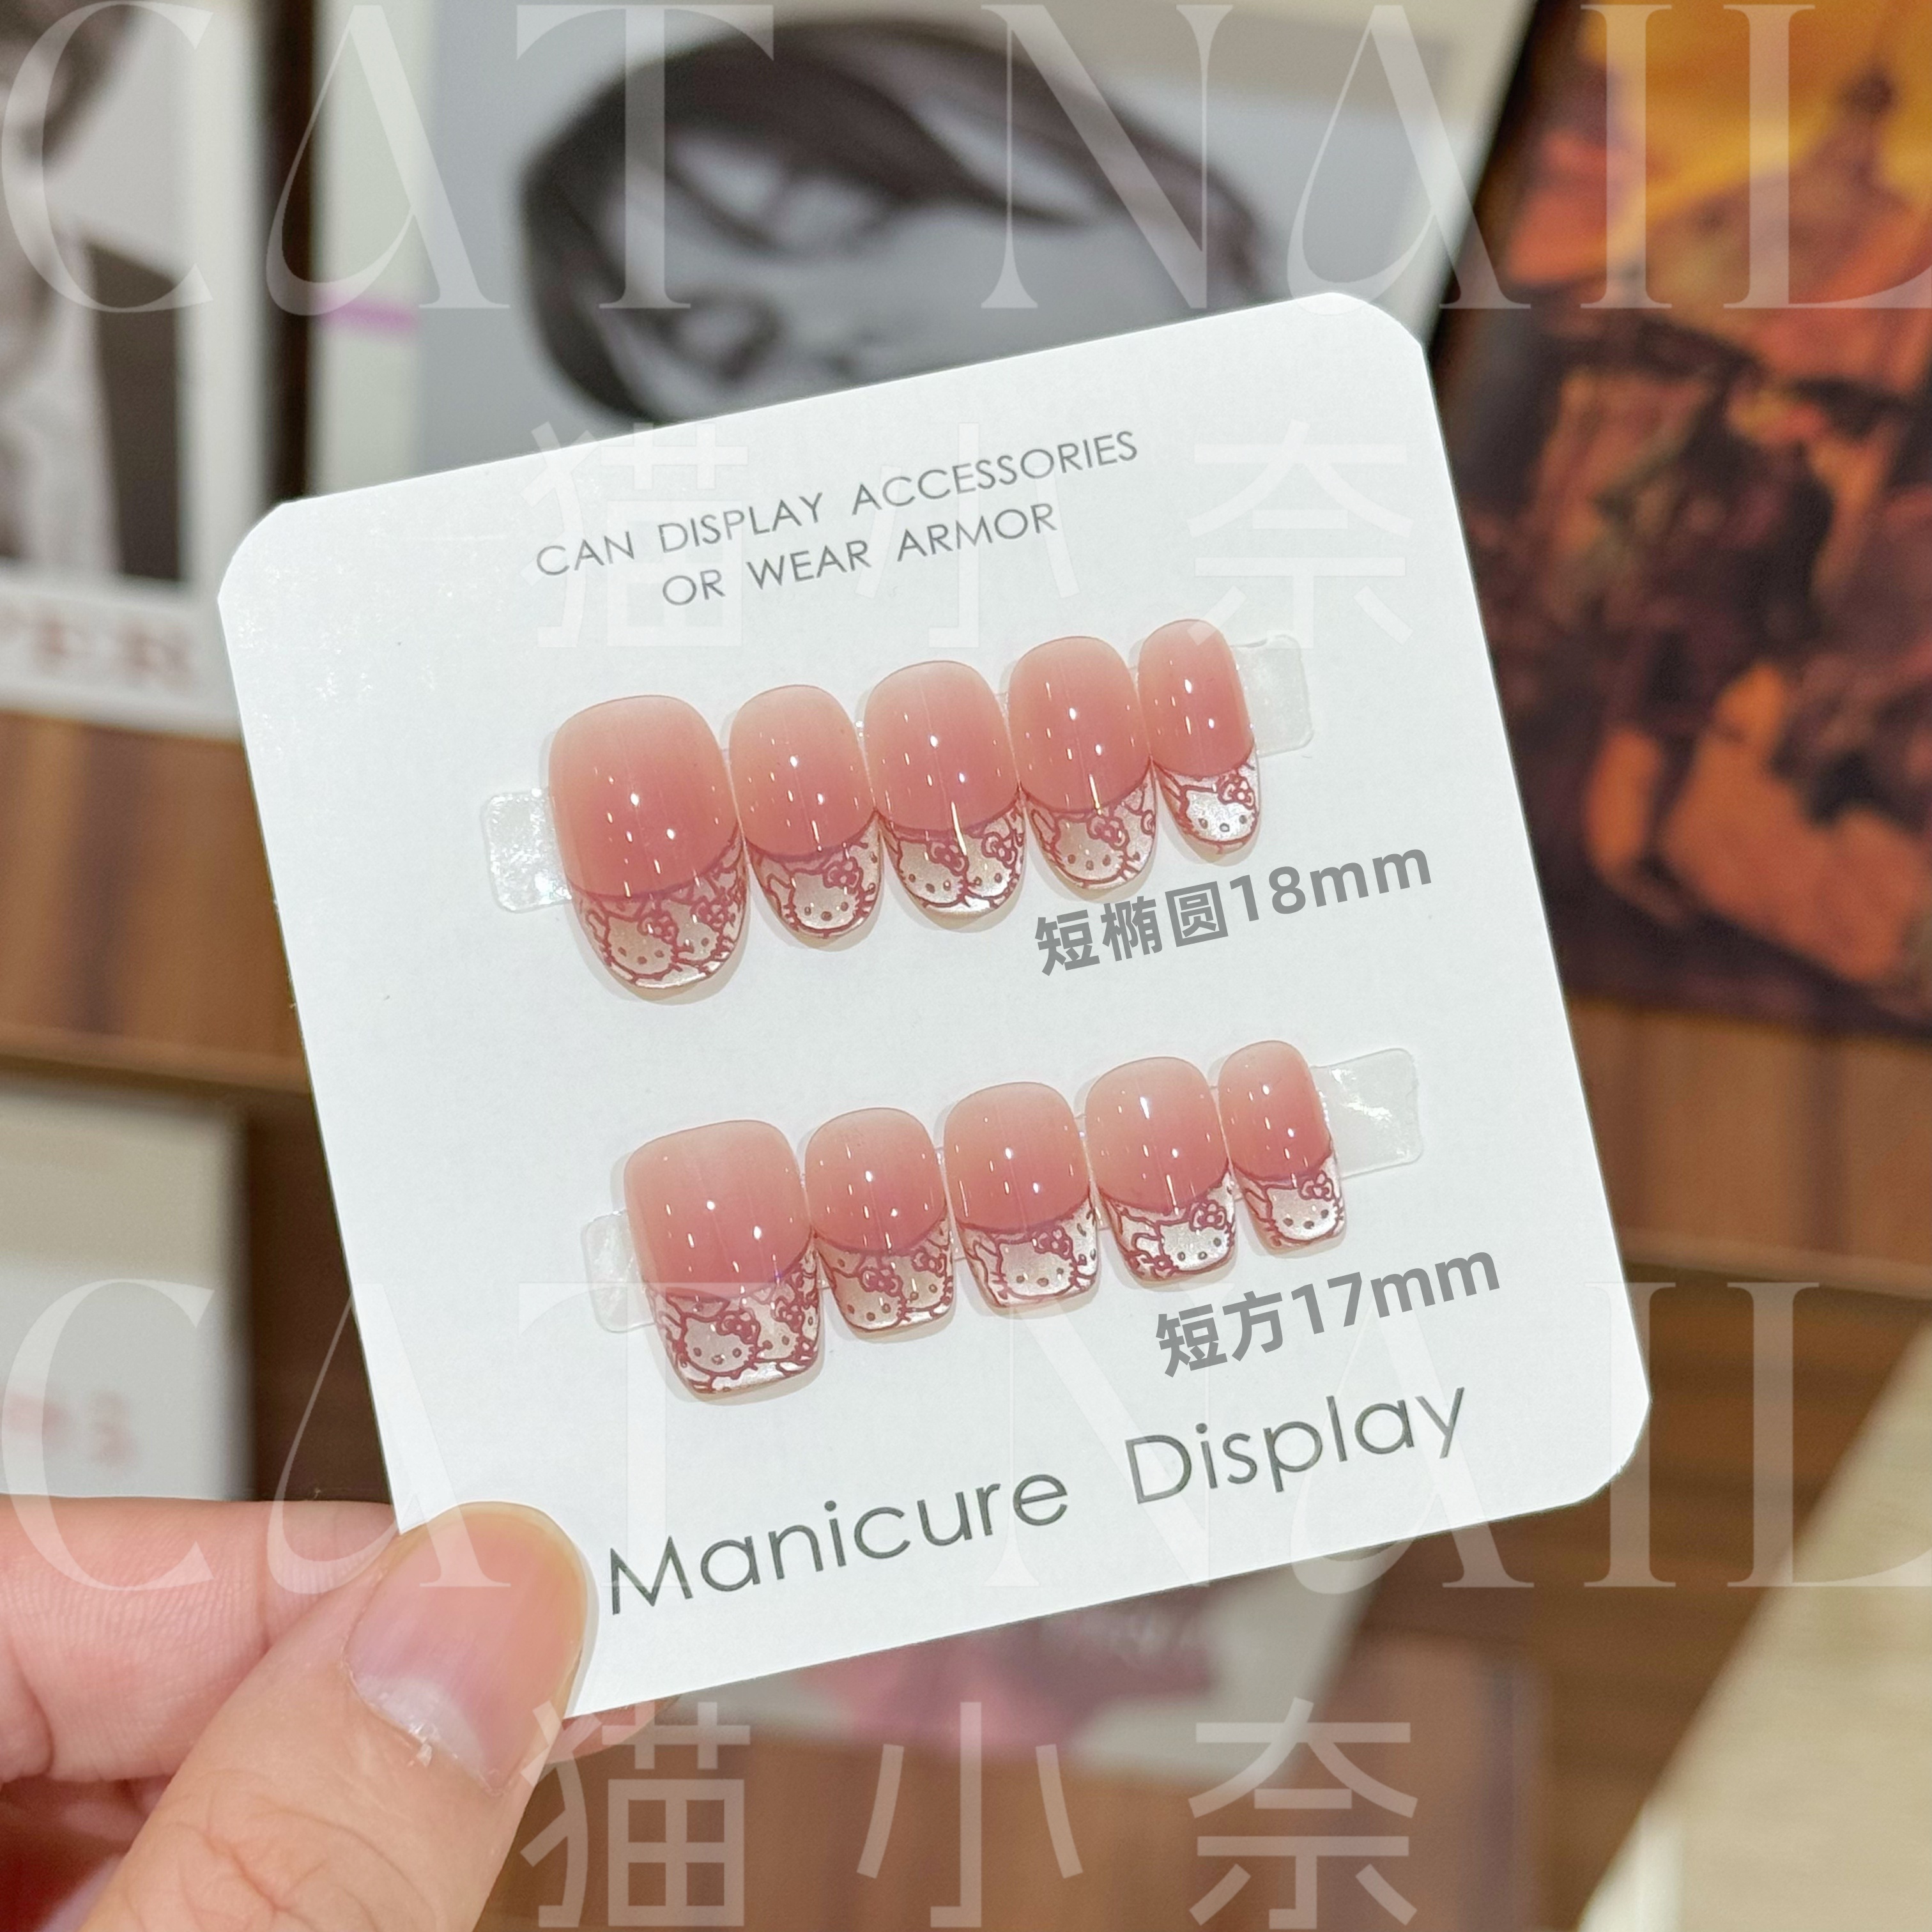 CAT NAIL
猫小奈
CAN DISPLAY ACCESSORIES
OR WEAR ARMOR
短椭圆18mm
短方17mm
CAT NAIL
Manicure Display
猫小奈